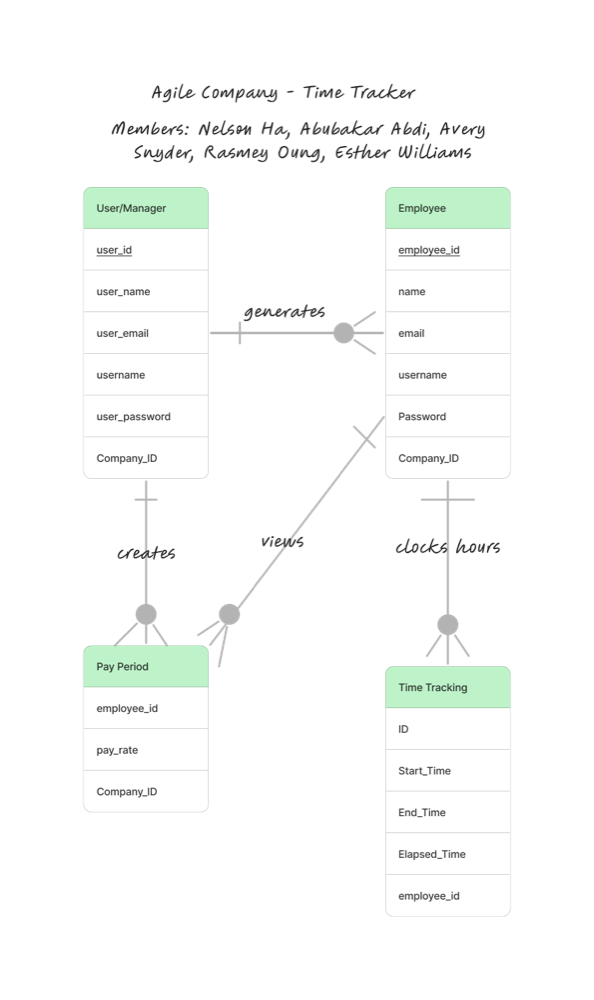 Agile Company - Time Tracker
Members: Nelson Ha, Abubakar Abdi, Avery
Snyder, Rasmey Oung, Esther Williams
User/Manager
user_id
user_name
user_email
username
user_password
Company_ID
generates
Employee
employee_id
name
email
username
Password
Company_ID
creates
views
clocks hours
Pay Period
employee_id
pay_rate
Company_ID
Time Tracking
ID
Start_Time
End_Time
Elapsed_Time
employee_id